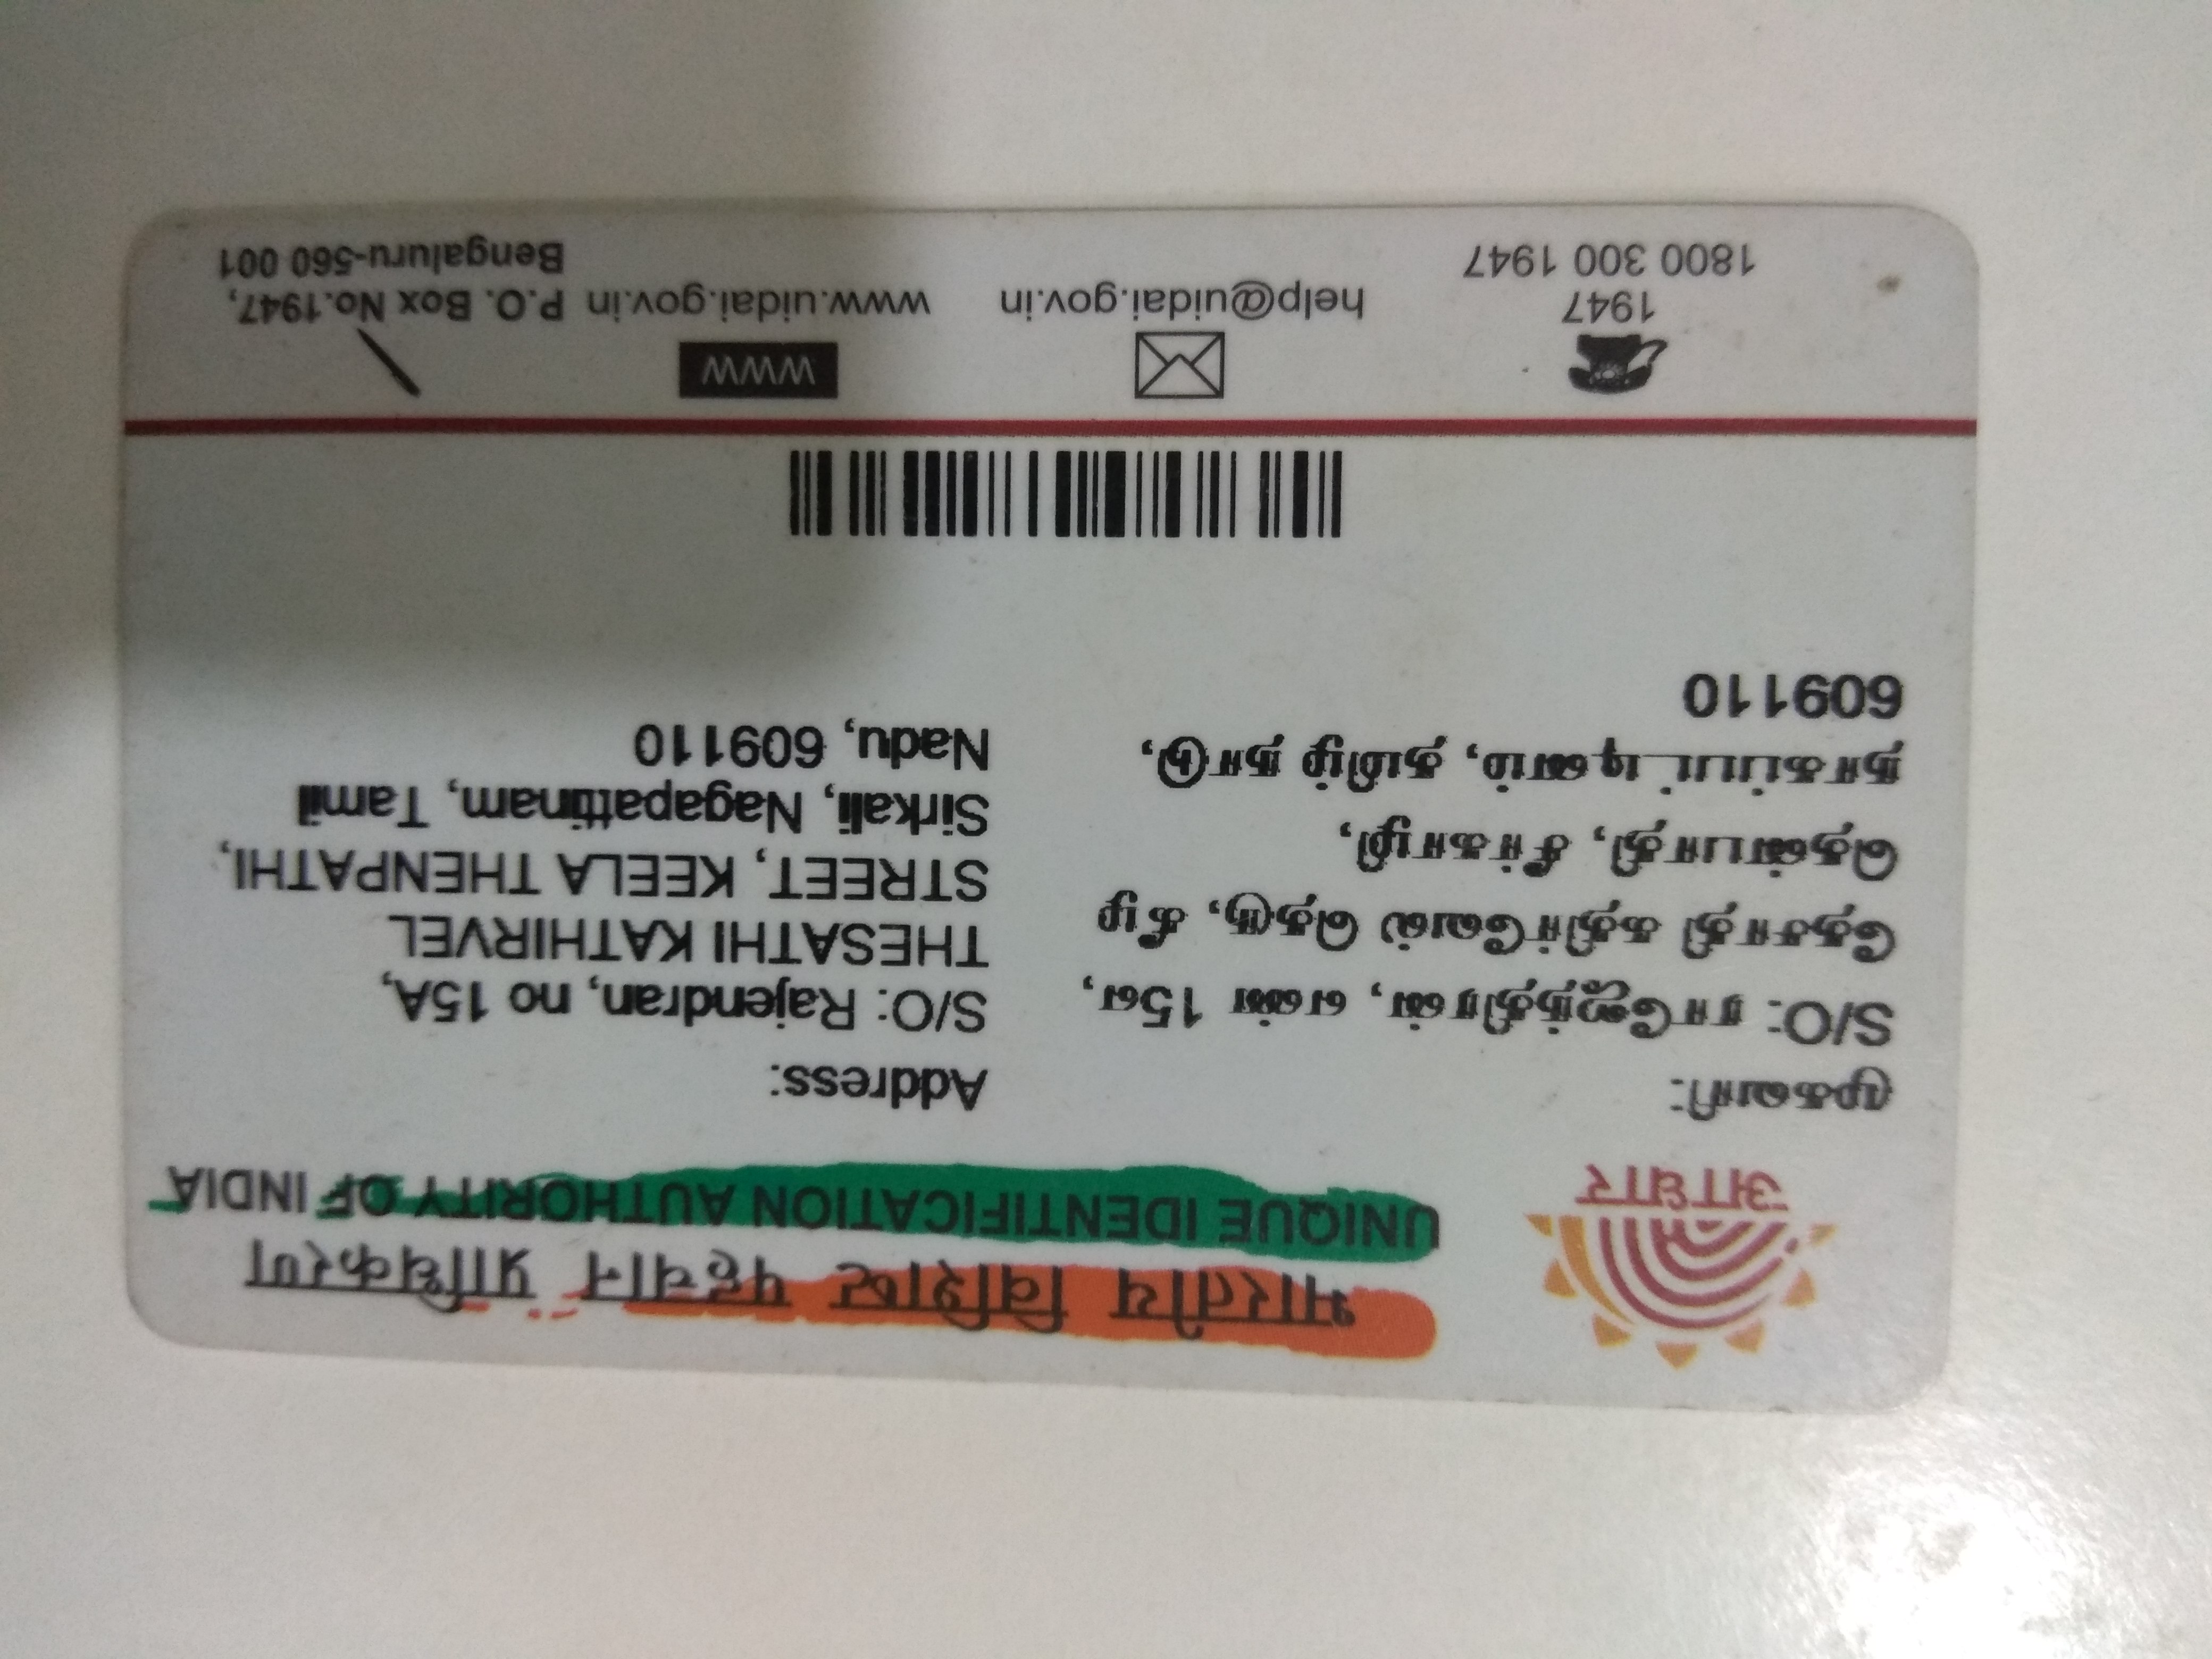 भारतीय विशिष्ट पहचान प्राधिकरण
UNIQUE IDENTIFICATION AUTHORITY OF INDIA
आधार
முகவரி:
S/O: ராஜேந்திரன், எண் 15எ,
தேசாதி கதிர்வேல் தெரு, கீழ
தென்பாதி, சீர்காழி,
நாகப்பட்டினம், தமிழ் நாடு,
609110
Address:
S/O: Rajendran, no 15A,
THESATHI KATHIRVEL
STREET, KEELA THENPATHI,
Sirkali, Nagapattinam, Tamil
Nadu, 609110
1947
1800 300 1947
help@uidai.gov.in
WWW
www.uidai.gov.in
P.O. Box No.1947,
Bengaluru-560 001